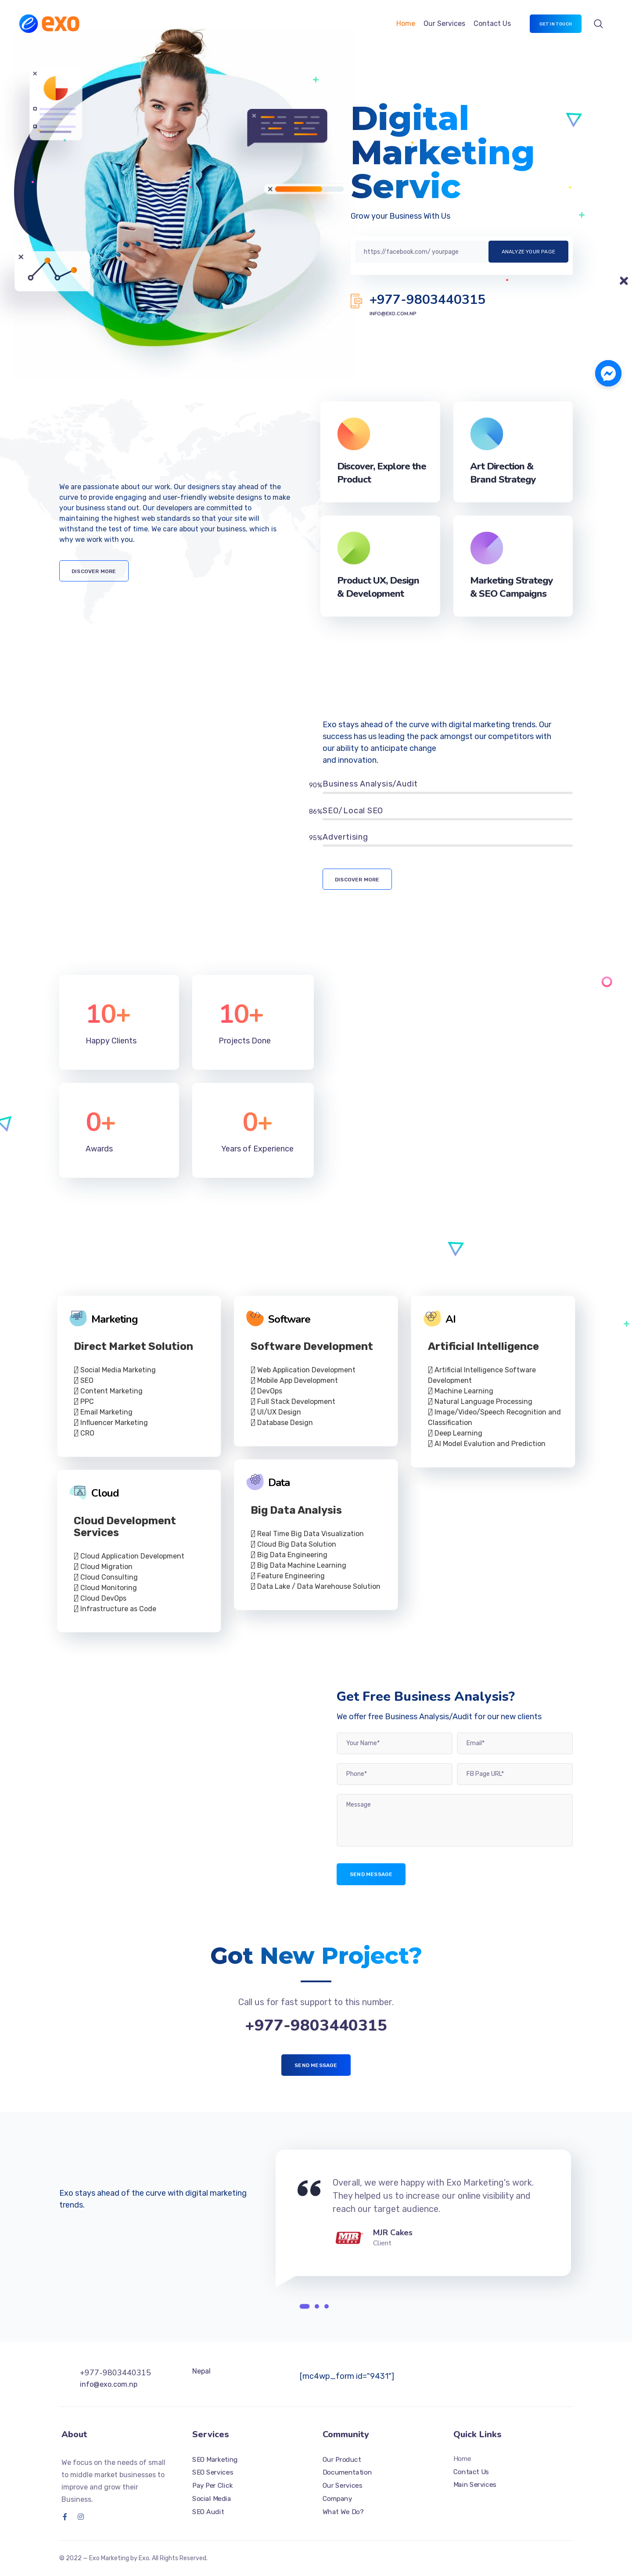 exo
Home
Our Services
Contact Us
GET IN TOUCH
Digital
Marketing
Servic
Grow your Business With Us
https://facebook.com/ yourpage
ANALYZE YOUR PAGE
+977-9803440315
INFO@EXO.COM.NP
We are passionate about our work. Our designers stay ahead of the
curve to provide engaging and user-friendly website designs to make
your business stand out. Our developers are committed to
maintaining the highest web standards so that your site will
withstand the test of time. We care about your business, which is
why we work with you.
DISCOVER MORE
Discover, Explore the
Product
Art Direction &
Brand Strategy
Product UX, Design
& Development
Marketing Strategy
& SEO Campaigns
Exo stays ahead of the curve with digital marketing trends. Our
success has us leading the pack amongst our competitors with
our ability to anticipate change
and innovation.
90% Business Analysis/Audit
86% SEO/Local SEO
95% Advertising
DISCOVER MORE
10+
Happy Clients
10+
Projects Done
0+
Awards
0+
Years of Experience
Marketing
Direct Market Solution
Social Media Marketing
SEO
Content Marketing
PPC
Email Marketing
Influencer Marketing
CRO
Software
Software Development
Web Application Development
Mobile App Development
DevOps
Full Stack Development
UI/UX Design
Database Design
AI
Artificial Intelligence
Artificial Intelligence Software
Development
Machine Learning
Natural Language Processing
Image/Video/Speech Recognition and
Classification
Deep Learning
AI Model Evalution and Prediction
Cloud
Cloud Development
Services
Cloud Application Development
Cloud Migration
Cloud Consulting
Cloud Monitoring
Cloud DevOps
Infrastructure as Code
Data
Big Data Analysis
Real Time Big Data Visualization
Cloud Big Data Solution
Big Data Engineering
Big Data Machine Learning
Feature Engineering
Data Lake / Data Warehouse Solution
Get Free Business Analysis?
We offer free Business Analysis/Audit for our new clients
Your Name*
Email*
Phone*
FB Page URL*
Message
SEND MESSAGE
Got New Project?
Call us for fast support to this number.
+977-9803440315
SEND MESSAGE
Exo stays ahead of the curve with digital marketing
trends.
Overall, we were happy with Exo Marketing's work.
They helped us to increase our online visibility and
reach our target audience.
MJR Cakes
Client
+977-9803440315
info@exo.com.np
Nepal
[mc4wp_form id="9431"]
About
We focus on the needs of small
to middle market businesses to
improve and grow their
Business.
Services
SEO Marketing
SEO Services
Pay Per Click
Social Media
SEO Audit
Community
Our Product
Documentation
Our Services
Company
What We Do?
Quick Links
Home
Contact Us
Main Services
© 2022 – Exo Marketing by Exo. All Rights Reserved.